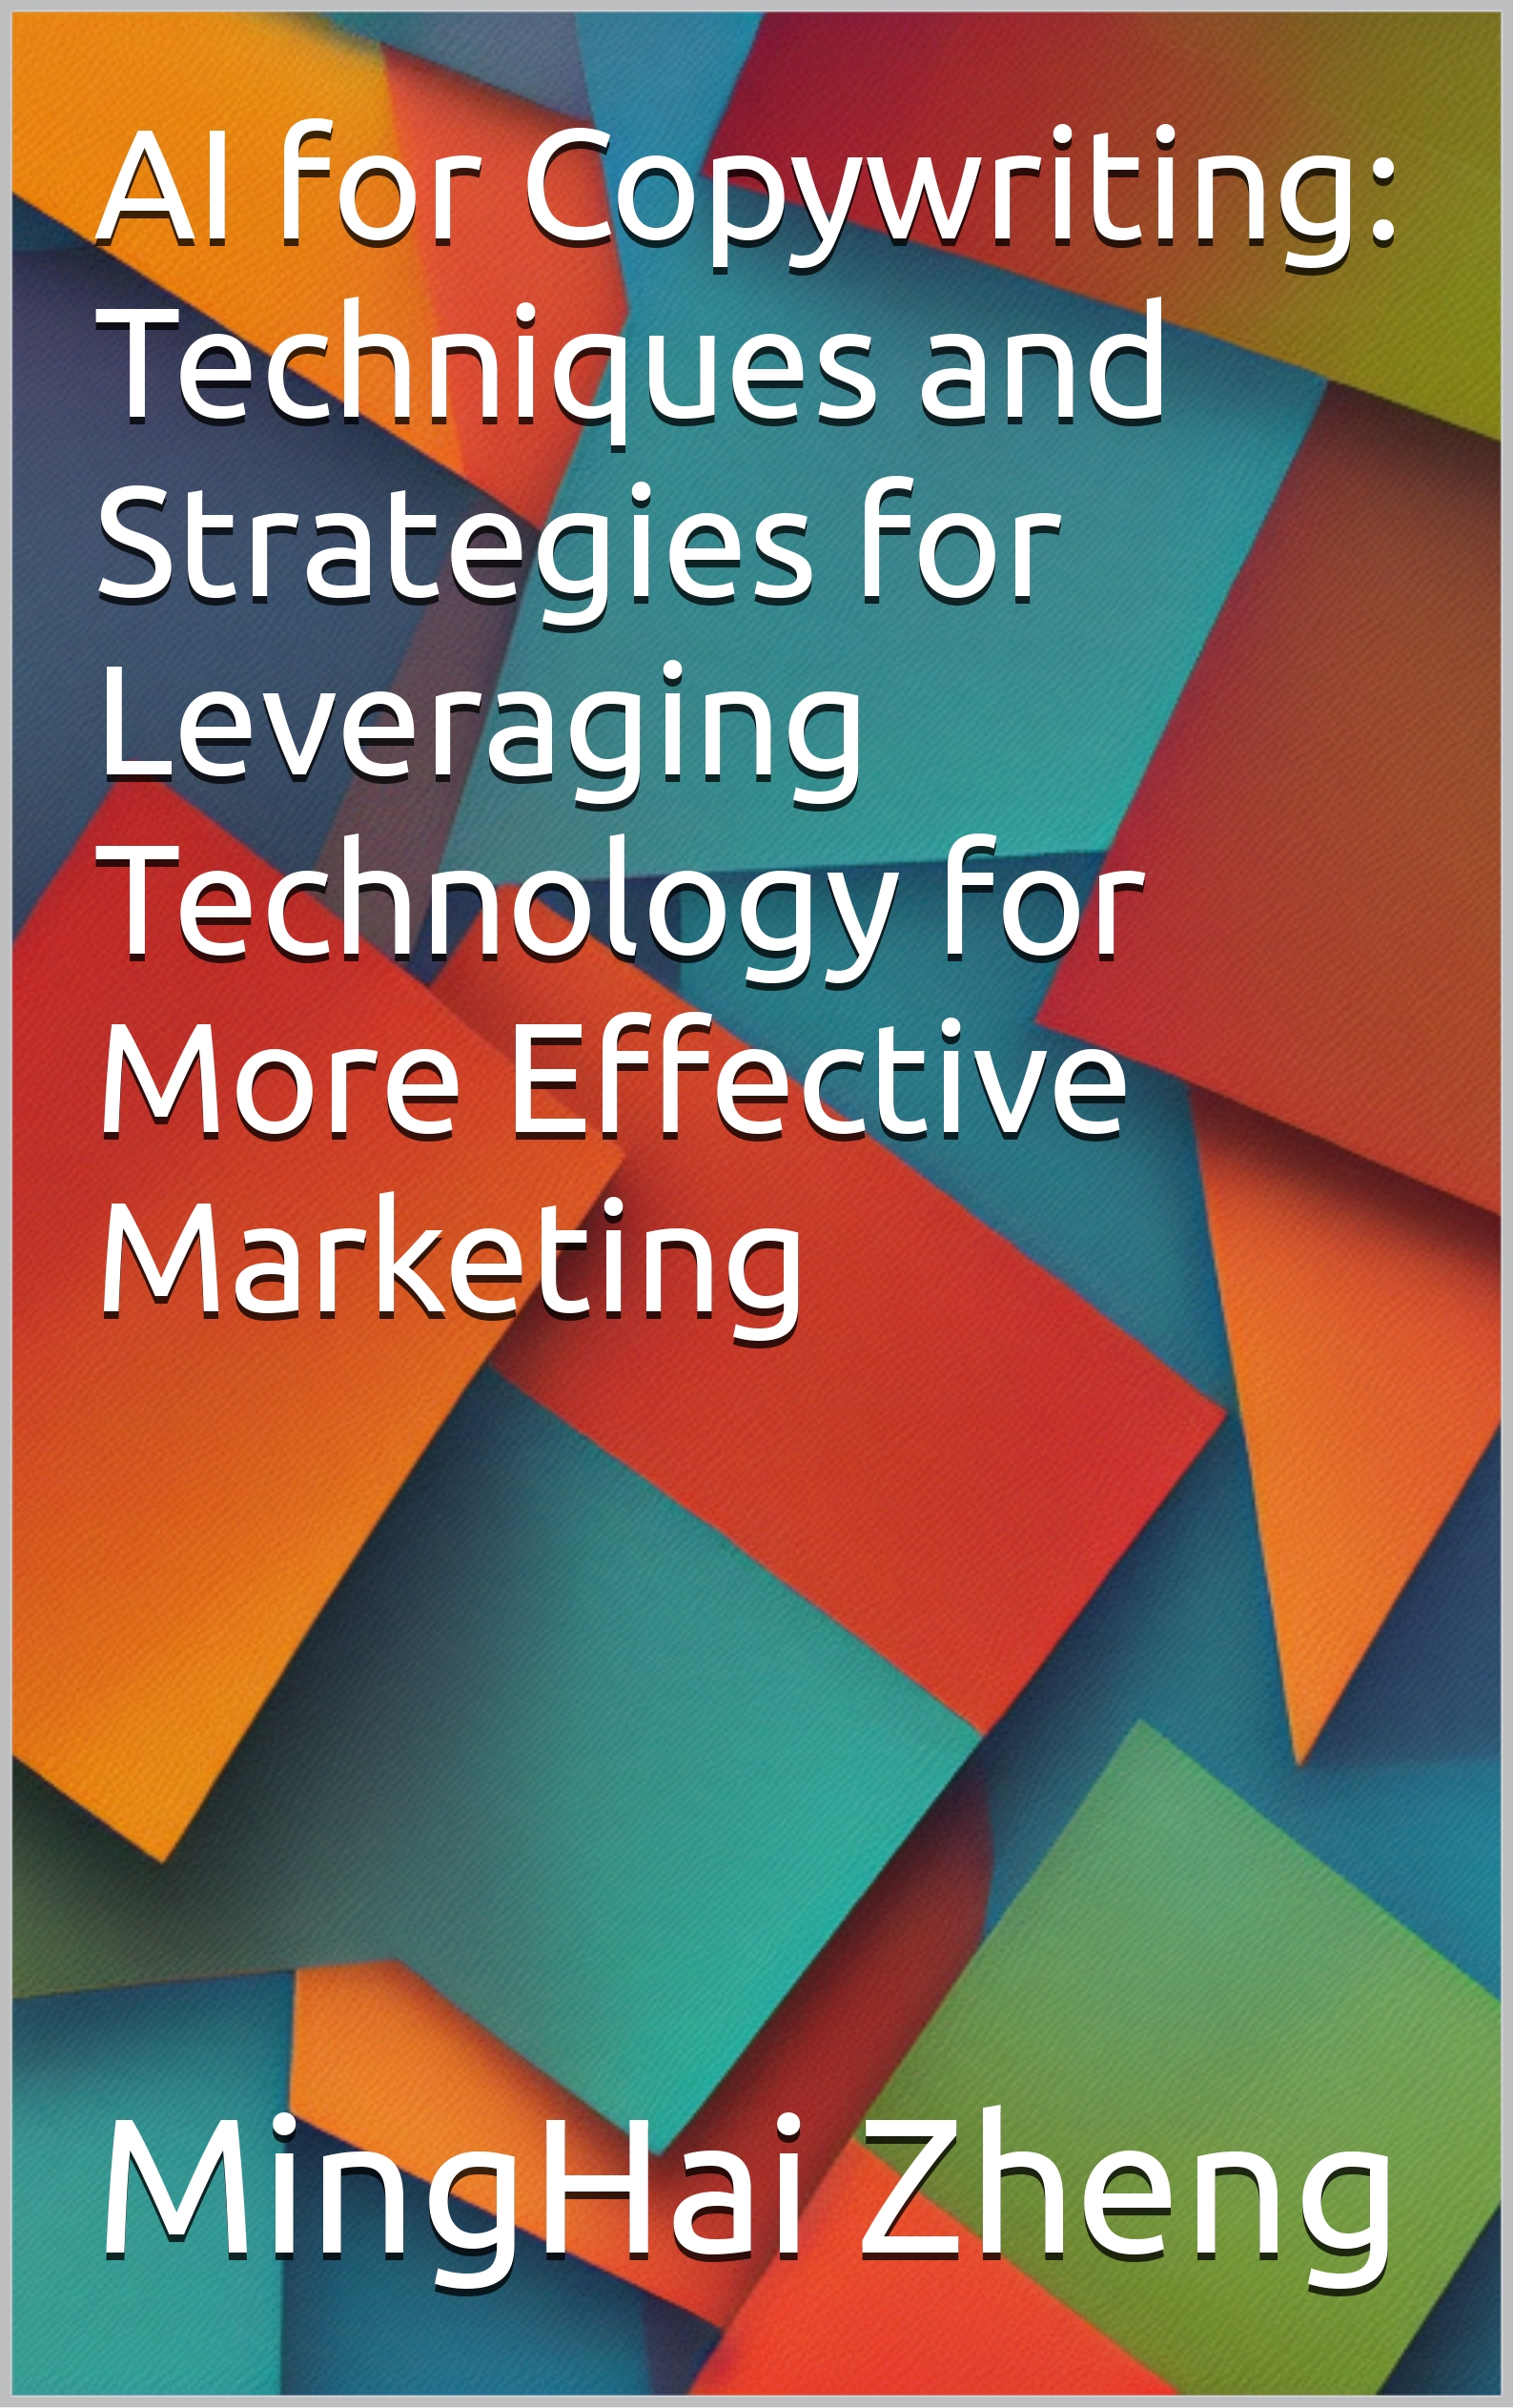 AI for Copywriting:
Techniques and
Strategies for
Leveraging
Technology for
More Effective
Marketing
MingHai Zheng